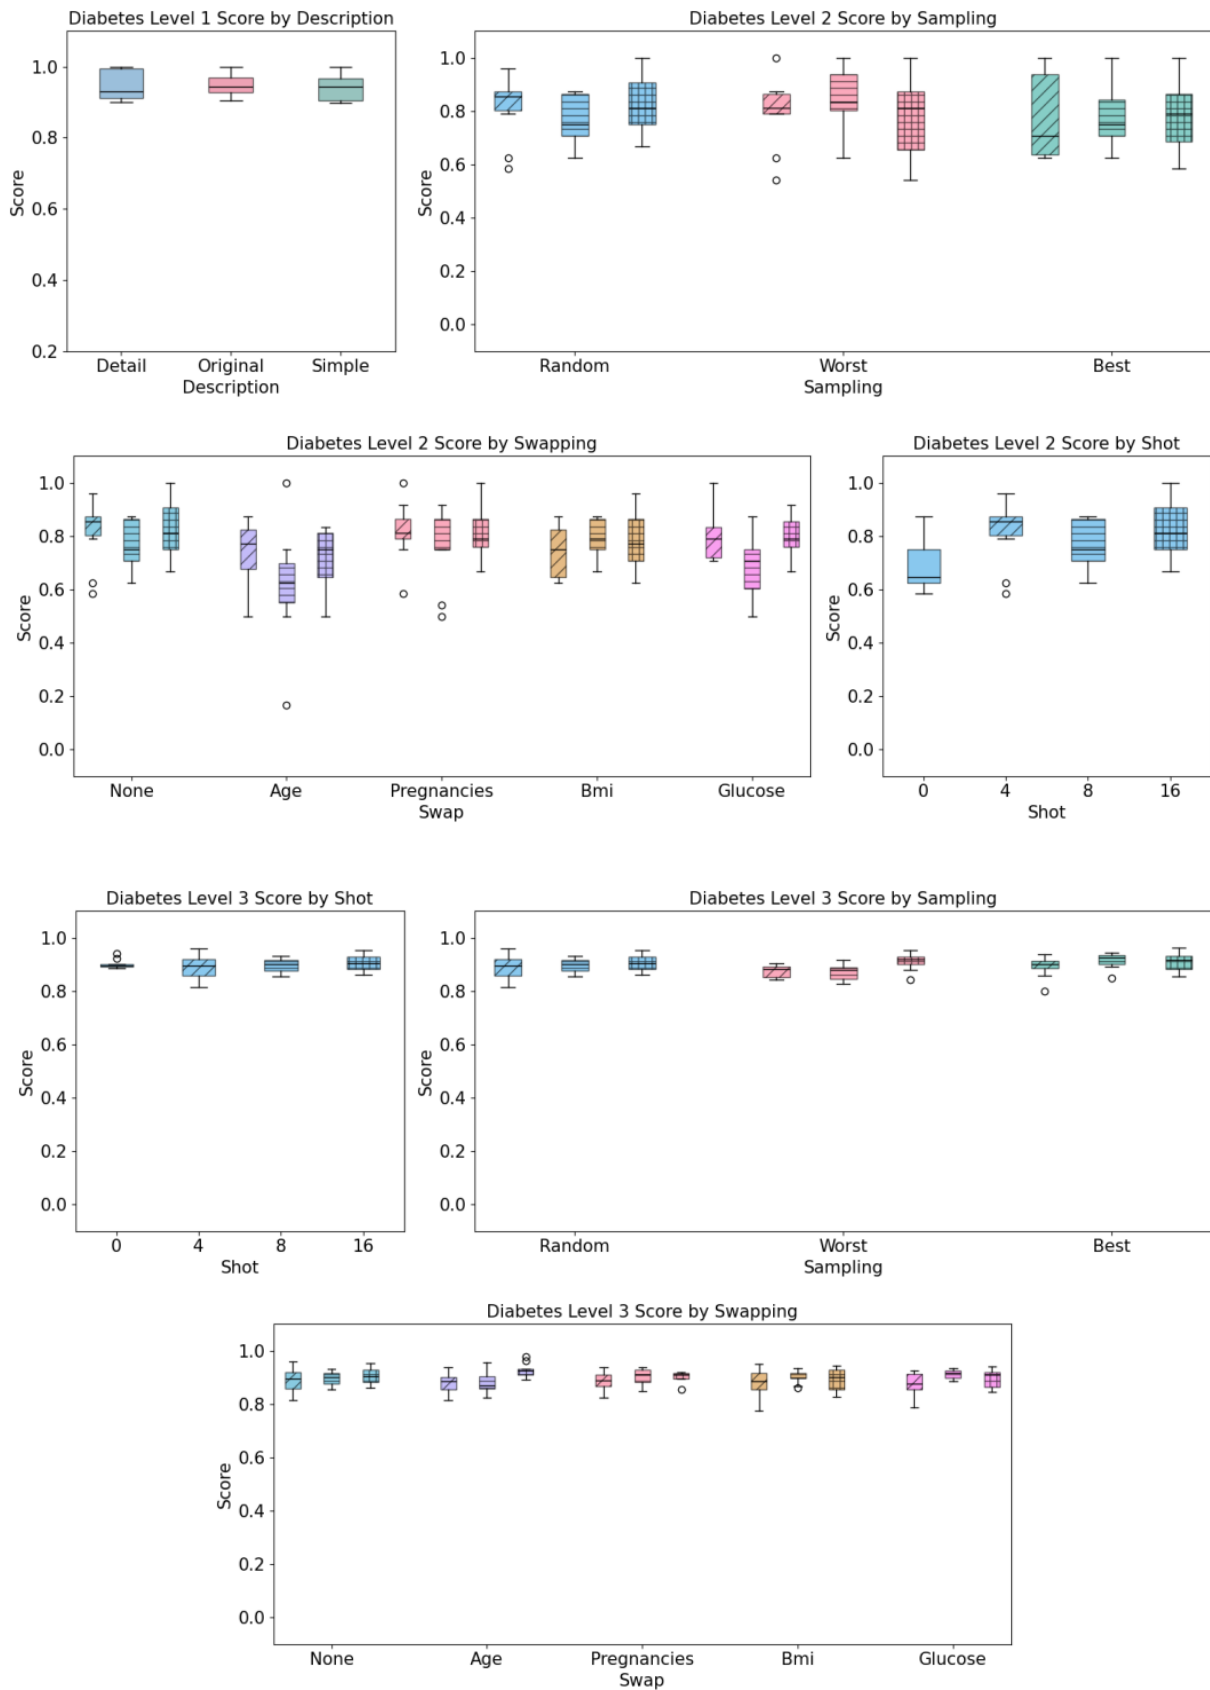 Diabetes Level 1 Score by Description
Score
1.0
0.8
0.6
0.4
0.2
Detail Original Simple
Description
Diabetes Level 2 Score by Sampling
Score
1.0
0.8
0.6
0.4
0.2
0.0
Random Worst Best
Sampling
Diabetes Level 2 Score by Swapping
Score
1.0
0.8
0.6
0.4
0.2
0.0
None Age Pregnancies Bmi Glucose
Swap
Diabetes Level 2 Score by Shot
Score
1.0
0.8
0.6
0.4
0.2
0.0
0 4 8 16
Shot
Diabetes Level 3 Score by Shot
Score
1.0
0.8
0.6
0.4
0.2
0.0
0 4 8 16
Shot
Diabetes Level 3 Score by Sampling
Score
1.0
0.8
0.6
0.4
0.2
0.0
Random Worst Best
Sampling
Diabetes Level 3 Score by Swapping
Score
1.0
0.8
0.6
0.4
0.2
0.0
None Age Pregnancies Bmi Glucose
Swap